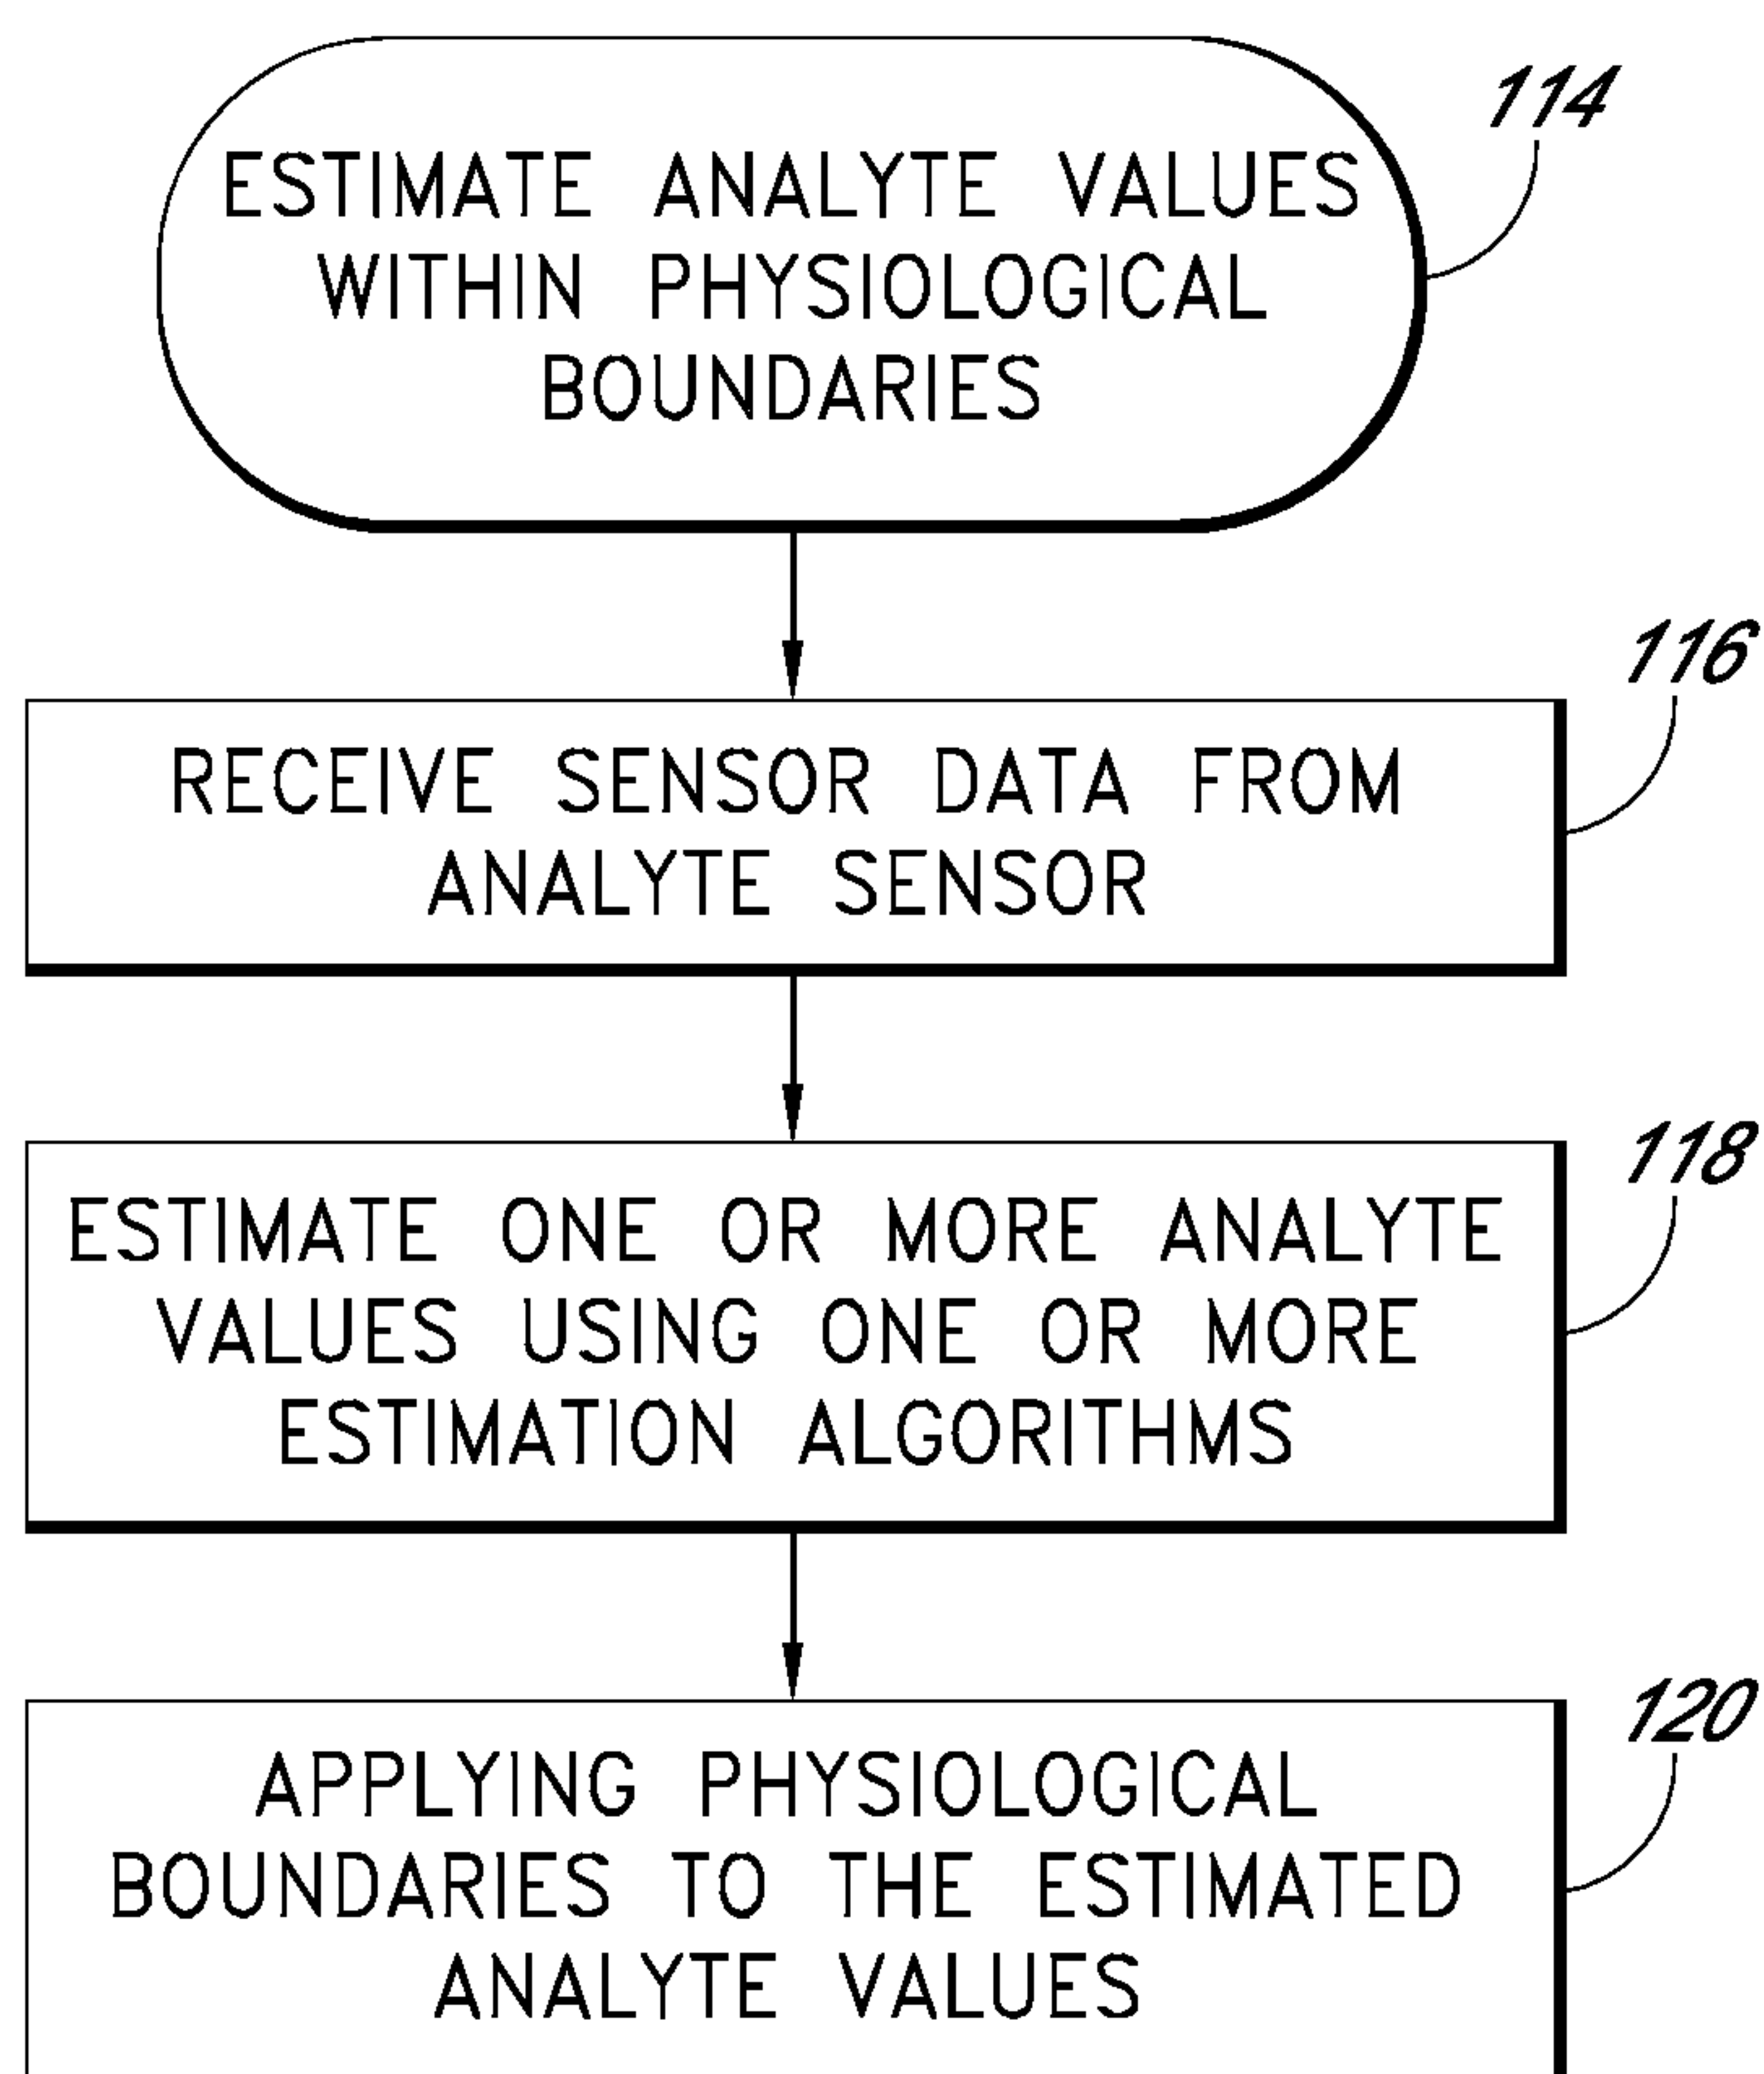 114
ESTIMATE ANALYTE VALUES
WITHIN PHYSIOLOGICAL
BOUNDARIES
116
RECEIVE SENSOR DATA FROM
ANALYTE SENSOR
118
ESTIMATE ONE OR MORE ANALYTE
VALUES USING ONE OR MORE
ESTIMATION ALGORITHMS
120
APPLYING PHYSIOLOGICAL
BOUNDARIES TO THE ESTIMATED
ANALYTE VALUES